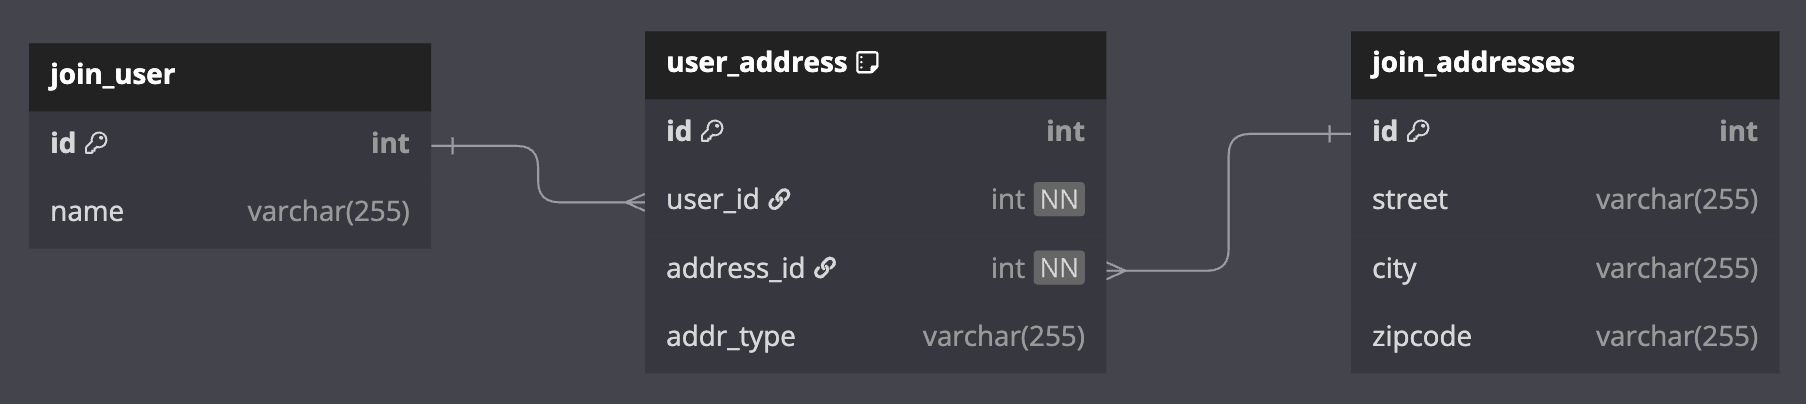 join_user
id int
name varchar(255)
user_address
id int
user_id int NN
address_id int NN
addr_type varchar(255)
join_addresses
id int
street varchar(255)
city varchar(255)
zipcode varchar(255)